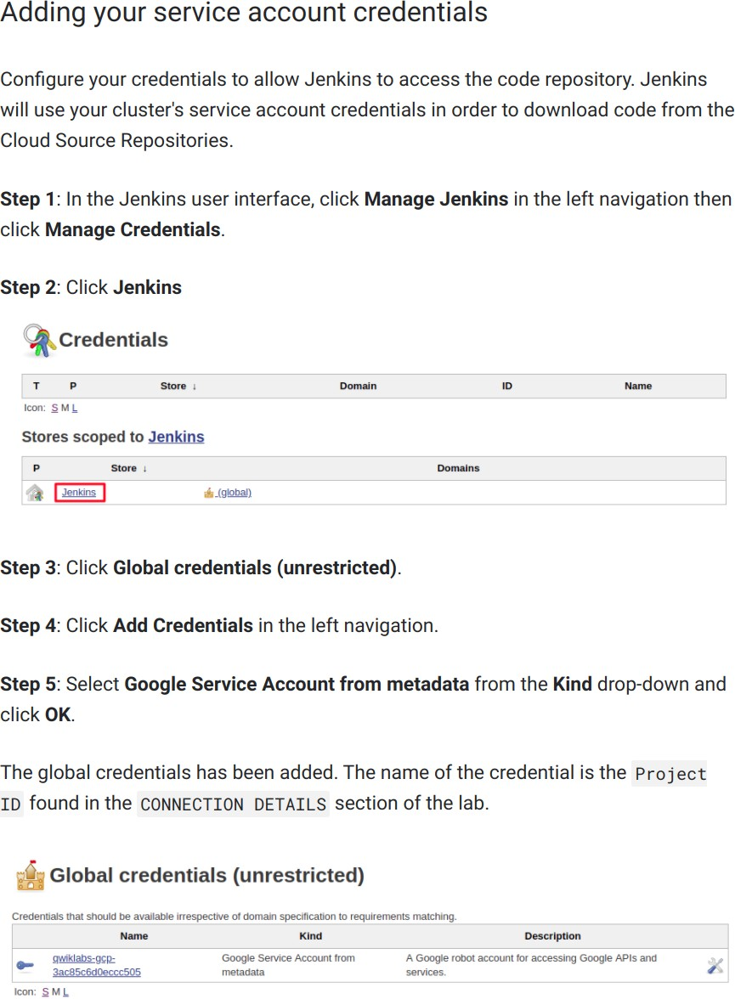 Adding your service account credentials
Configure your credentials to allow Jenkins to access the code repository. Jenkins
will use your cluster's service account credentials in order to download code from the
Cloud Source Repositories.
Step 1: In the Jenkins user interface, click Manage Jenkins in the left navigation then
click Manage Credentials.
Step 2: Click Jenkins
Credentials
T P Store ↓ Domain ID Name
Icon: S M L
Stores scoped to Jenkins
P Store ↓ Domains
Jenkins (global)
Step 3: Click Global credentials (unrestricted).
Step 4: Click Add Credentials in the left navigation.
Step 5: Select Google Service Account from metadata from the Kind drop-down and
click OK.
The global credentials has been added. The name of the credential is the Project
ID found in the CONNECTION DETAILS section of the lab.
Global credentials (unrestricted)
Credentials that should be available irrespective of domain specification to requirements matching.
Name Kind Description
qwiklabs-gcp- Google Service Account from A Google robot account for accessing Google APIs and
3ac85c6d0eccc505 metadata services.
Icon: S M L